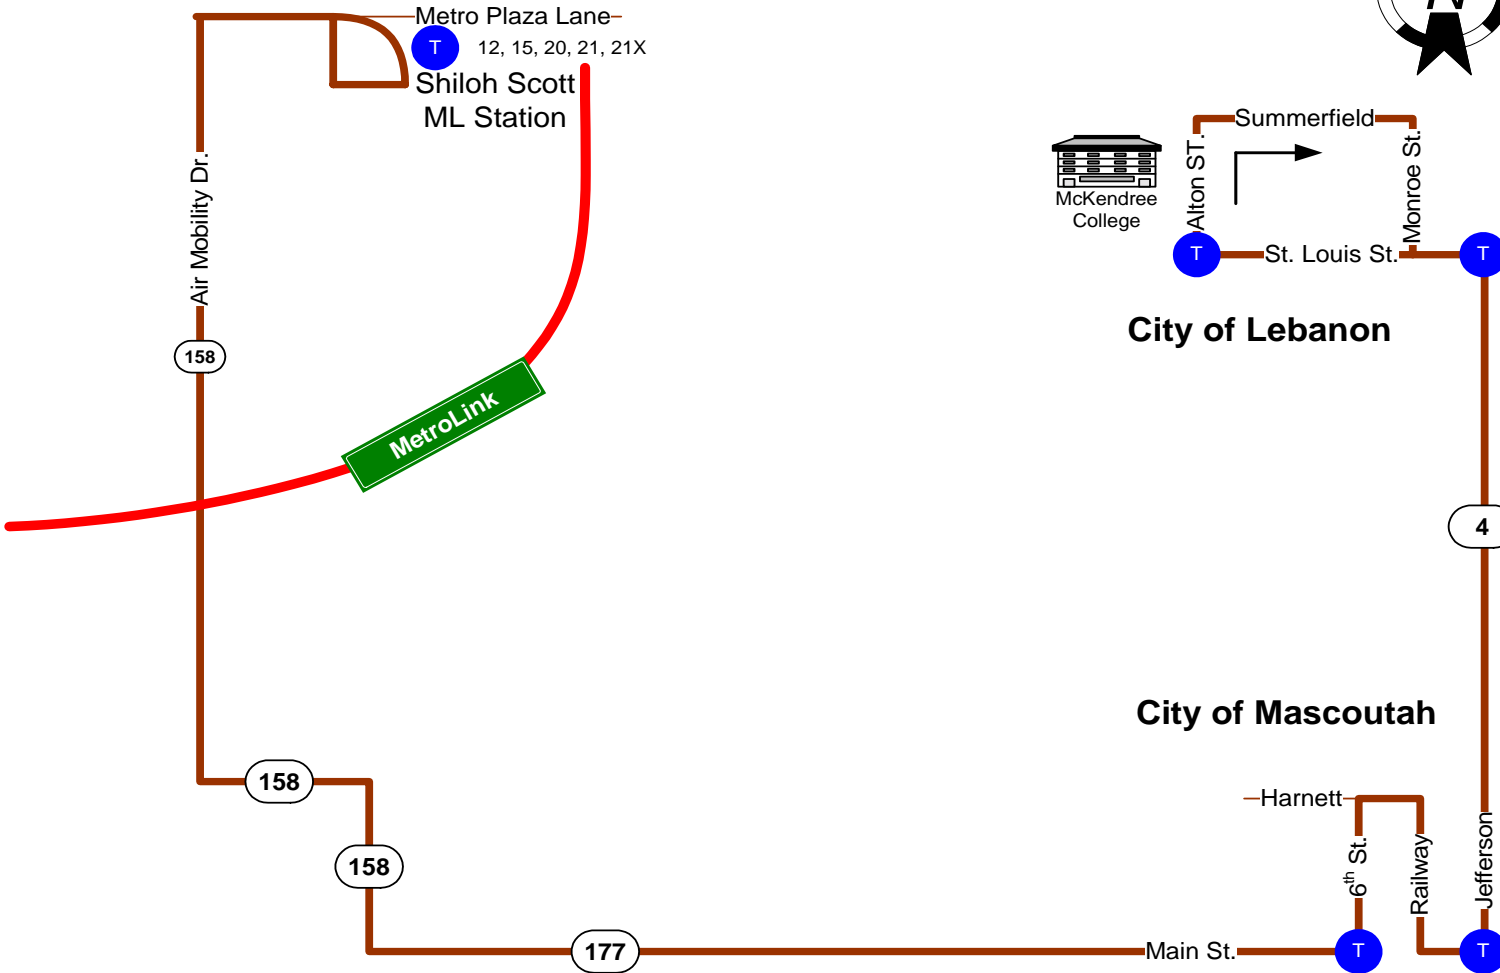 Metro Plaza Lane
T
12, 15, 20, 21, 21X
Shiloh Scott
ML Station
N
Summerfield
Alton ST.
Monroe St.
McKendree
College
T
St. Louis St.
T
City of Lebanon
Air Mobility Dr.
158
MetroLink
4
City of Mascoutah
158
Harnett
6th St.
Railway
Jefferson
158
177
Main St.
T
T